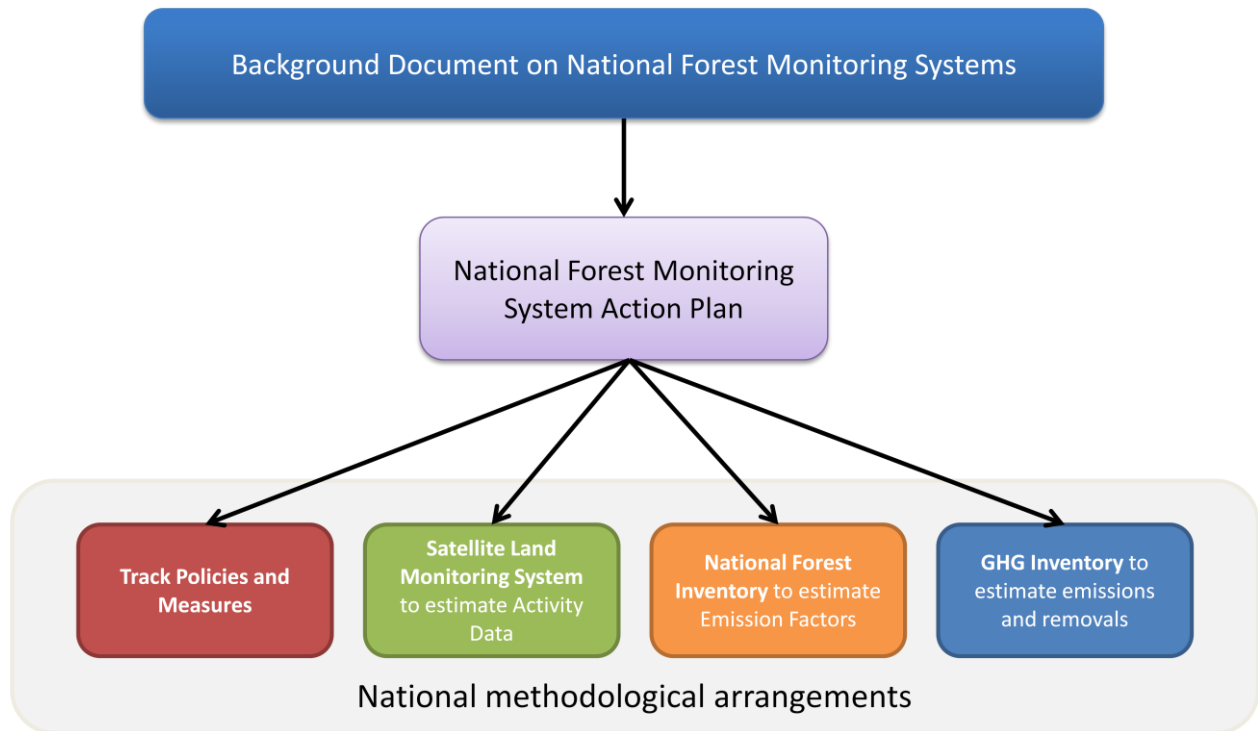 Background Document on National Forest Monitoring Systems
National Forest Monitoring
System Action Plan
Track Policies and
Measures
Satellite Land
Monitoring System
to estimate Activity
Data
National Forest
Inventory to estimate
Emission Factors
GHG Inventory to
estimate emissions
and removals
National methodological arrangements